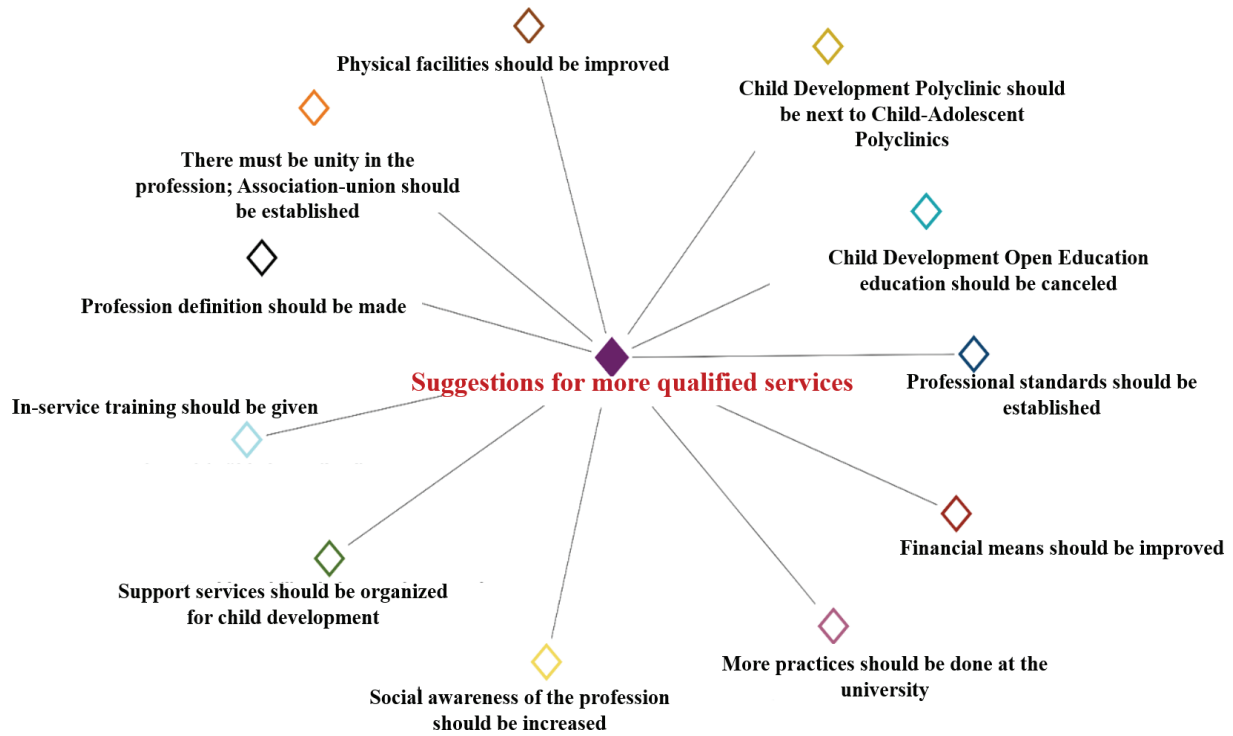 Physical facilities should be improved
Child Development Polyclinic should
be next to Child-Adolescent
Polyclinics
There must be unity in the
profession; Association-union should
be established
Child Development Open Education
education should be canceled
Profession definition should be made
Suggestions for more qualified services
Professional standards should be
established
In-service training should be given
Financial means should be improved
Support services should be organized
for child development
More practices should be done at the
university
Social awareness of the profession
should be increased